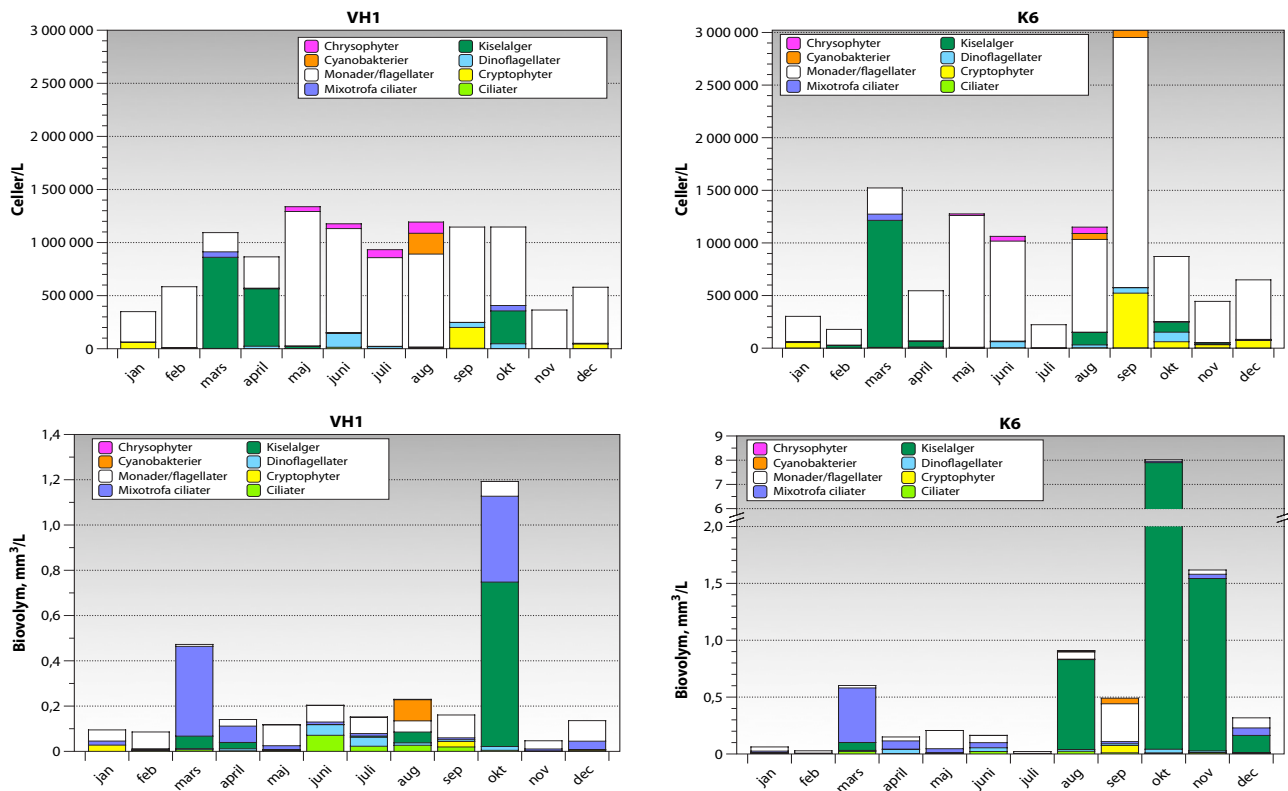 VH1
3 000 000
2 500 000
2 000 000
1 500 000
1 000 000
500 000
0
Celler/L
Chrysophyter
Cyanobakterier
Monader/flagellater
Mixotrofa ciliater
Kiselalger
Dinoflagellater
Cryptophyter
Ciliater
jan feb mars april maj juni juli aug sep okt nov dec
K6
3 000 000
2 500 000
2 000 000
1 500 000
1 000 000
500 000
0
Celler/L
Chrysophyter
Cyanobakterier
Monader/flagellater
Mixotrofa ciliater
Kiselalger
Dinoflagellater
Cryptophyter
Ciliater
jan feb mars april maj juni juli aug sep okt nov dec
VH1
1,4
1,2
1,0
0,8
0,6
0,4
0,2
0
Biovolym, mm³/L
Chrysophyter
Cyanobakterier
Monader/flagellater
Mixotrofa ciliater
Kiselalger
Dinoflagellater
Cryptophyter
Ciliater
jan feb mars april maj juni juli aug sep okt nov dec
K6
9
8
7
6
2,0
1,5
1,0
0,5
0
Biovolym, mm³/L
Chrysophyter
Cyanobakterier
Monader/flagellater
Mixotrofa ciliater
Kiselalger
Dinoflagellater
Cryptophyter
Ciliater
jan feb mars april maj juni juli aug sep okt nov dec